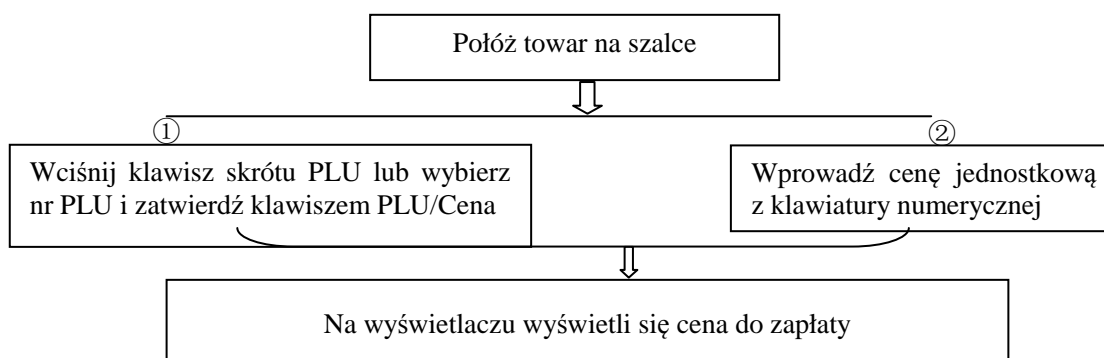 Połóż towar na szalce
①
②
Wciśnij klawisz skrótu PLU lub wybierz
nr PLU i zatwierdź klawiszem PLU/Cena
Wprowadź cenę jednostkową
z klawiatury numerycznej
Na wyświetlaczu wyświetli się cena do zapłaty